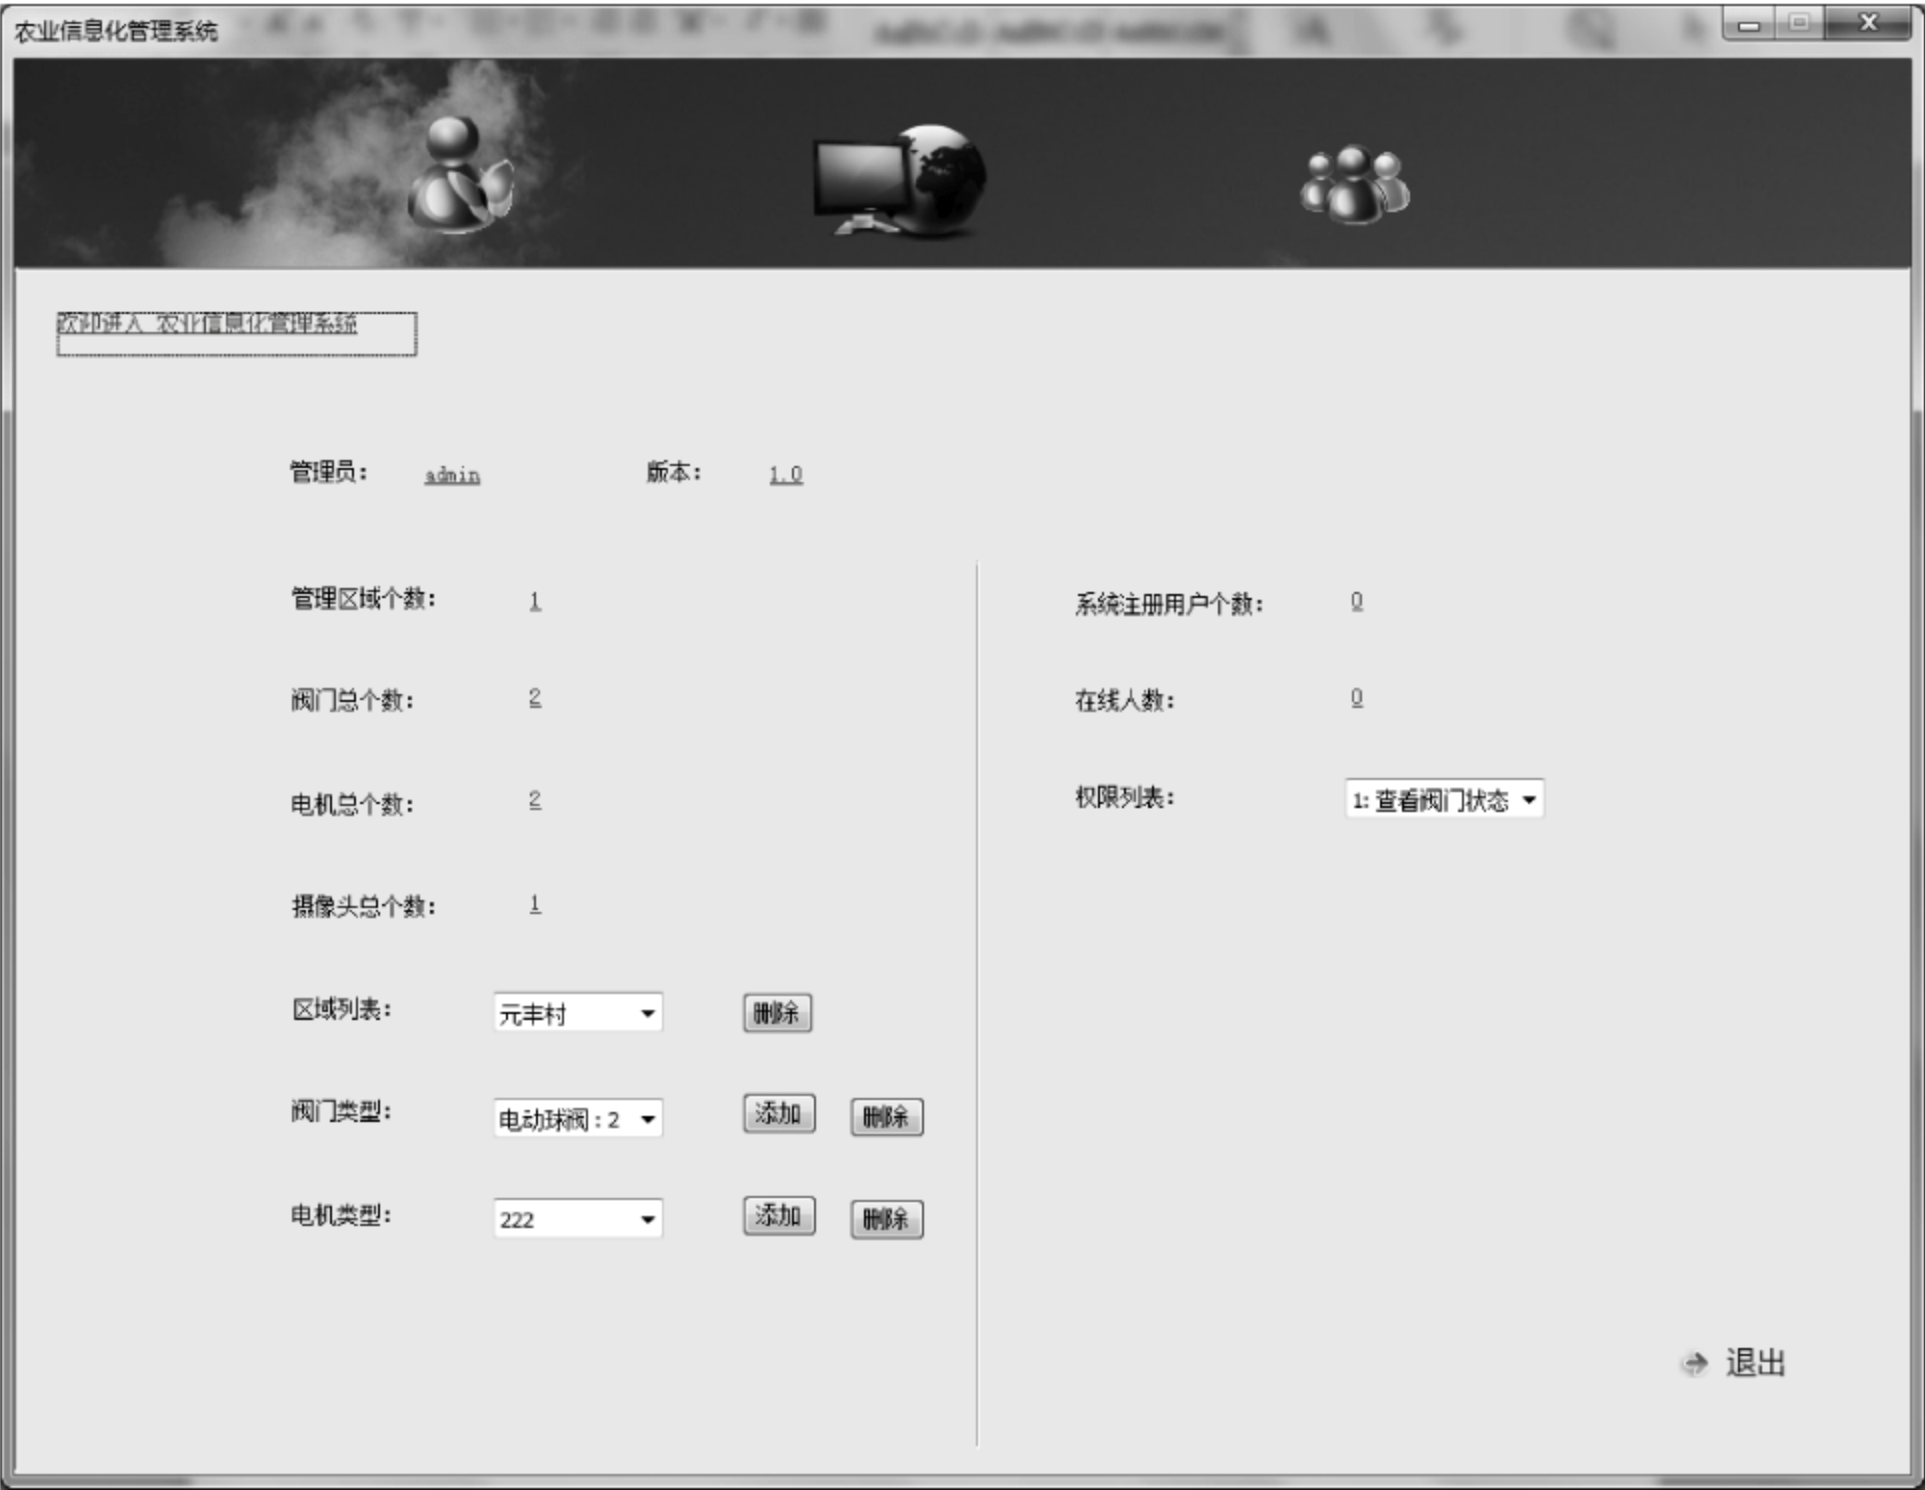 农业信息化管理系统
欢迎进入 农业信息化管理系统
管理员： admin 版本： 1.0
管理区域个数： 1
阀门总个数： 2
电机总个数： 2
摄像头总个数： 1
区域列表： 元丰村 删除
阀门类型： 电动球阀：2 添加 删除
电机类型： 222 添加 删除
系统注册用户个数： 0
在线人数： 0
权限列表： 1: 查看阀门状态
退出